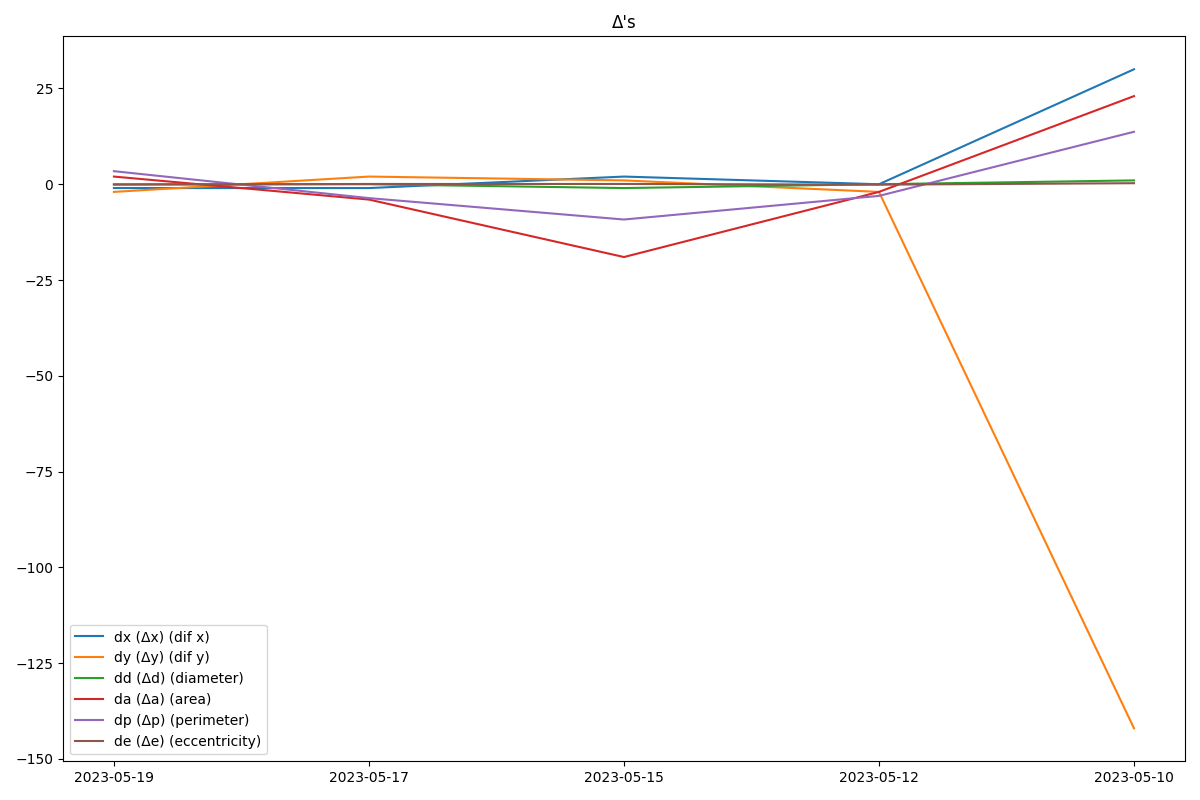 Δ's
25
0
−25
−50
−75
−100
−125
−150
dx (Δx) (dif x)
dy (Δy) (dif y)
dd (Δd) (diameter)
da (Δa) (area)
dp (Δp) (perimeter)
de (Δe) (eccentricity)
2023-05-19 2023-05-17 2023-05-15 2023-05-12 2023-05-10